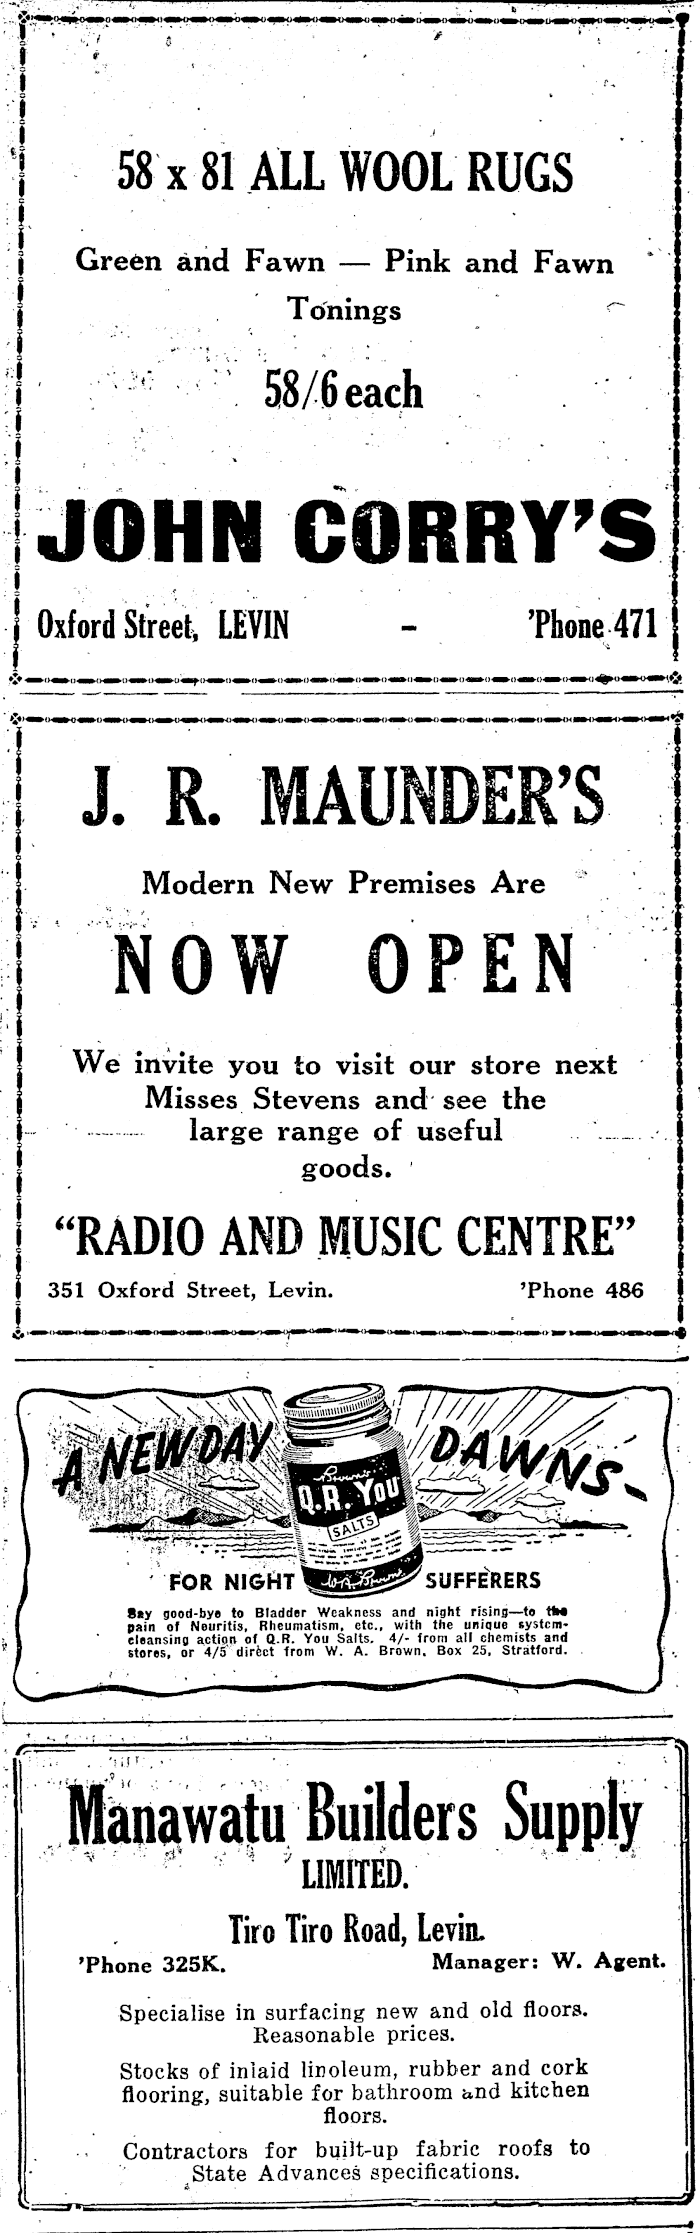 58 x 81 ALL WOOL RUGS
Green and Fawn — Pink and Fawn
Tonings
58/6 each
JOHN CORRY'S
Oxford Street, LEVIN - 'Phone 471
J. R. MAUNDER'S
Modern New Premises Are
NOW OPEN
We invite you to visit our store next
Misses Stevens and see the
large range of useful
goods.
"RADIO AND MUSIC CENTRE"
351 Oxford Street, Levin. 'Phone 486
A NEW DAY DAWNS-
Brown's
Q.R. You
SALTS
W. A. Brown
FOR NIGHT SUFFERERS
Say good-bye to Bladder Weakness and night rising—to the
pain of Neuritis, Rheumatism, etc., with the unique system-
cleansing action of Q.R. You Salts. 4/- from all chemists and
stores, or 4/5 direct from W. A. Brown, Box 25, Stratford.
Manawatu Builders Supply
LIMITED.
Tiro Tiro Road, Levin.
'Phone 325K. Manager: W. Agent.
Specialise in surfacing new and old floors.
Reasonable prices.
Stocks of inlaid linoleum, rubber and cork
flooring, suitable for bathroom and kitchen
floors.
Contractors for built-up fabric roofs to
State Advances specifications.